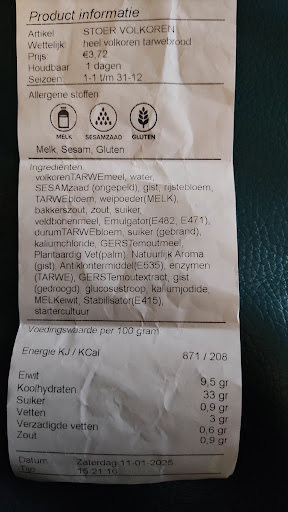 Product informatie
Artikel STOER VOLKOREN
Wettelijk: heel volkoren tarwebrood
Prijs: €3,72
Houdbaar: 1 dagen
Seizoen: 1-1 t/m 31-12
Allergene stoffen
MELK SESAMZAAD GLUTEN
Melk, Sesam, Gluten
Ingrediënten
volkorenTARWEmeel, water,
SESAMzaad (ongepeld), gist, rijstebloem,
TARWEbloem, weipoeder(MELK),
bakkerszout, zout, suiker,
veldbonenmeel, Emulgator(E482, E471),
durumTARWEbloem, suiker (gebrand),
kaliumchloride, GERSTemoutmeel,
Plantaardig Vet(palm), Natuurlijk Aroma
(gist), Antiklontermiddel(E535), enzymen
(TARWE), GERSTemoutextract, gist
(gedroogd), glucosestroop, kaliumjodide,
MELKeiwit, Stabilisator(E415),
startercultuur
Voedingswaarde per 100 gram
Energie KJ / KCal 871 / 208
Eiwit 9,5 gr
Koolhydraten 33 gr
Suiker 0,9 gr
Vetten 3 gr
Verzadigde vetten 0,6 gr
Zout 0,9 gr
Datum Zaterdag 11-01-2025